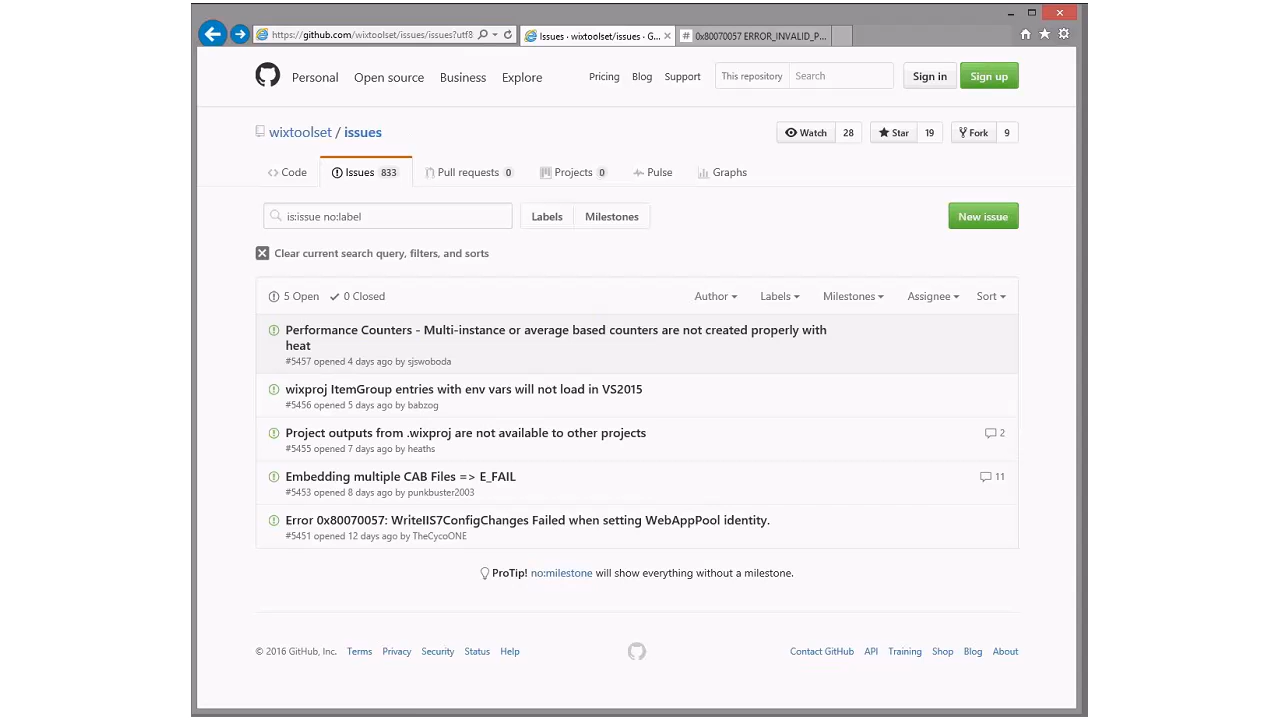 https://github.com/wixtoolset/issues/issues?utf8
Issues · wixtoolset/issues · G...
# 0x80070057 ERROR_INVALID_P...
Personal Open source Business Explore Pricing Blog Support This repository Search Sign in Sign up
wixtoolset / issues Watch 28 Star 19 Fork 9
Code Issues 833 Pull requests 0 Projects 0 Pulse Graphs
is:issue no:label Labels Milestones New issue
Clear current search query, filters, and sorts
5 Open 0 Closed Author Labels Milestones Assignee Sort
Performance Counters - Multi-instance or average based counters are not created properly with
heat
#5457 opened 4 days ago by sjswoboda
wixproj ItemGroup entries with env vars will not load in VS2015
#5456 opened 5 days ago by babzog
Project outputs from .wixproj are not available to other projects 2
#5455 opened 7 days ago by heaths
Embedding multiple CAB Files => E_FAIL 11
#5453 opened 8 days ago by punkbuster2003
Error 0x80070057: WriteIIS7ConfigChanges Failed when setting WebAppPool identity.
#5451 opened 12 days ago by TheCycoONE
ProTip! no:milestone will show everything without a milestone.
© 2016 GitHub, Inc. Terms Privacy Security Status Help Contact GitHub API Training Shop Blog About